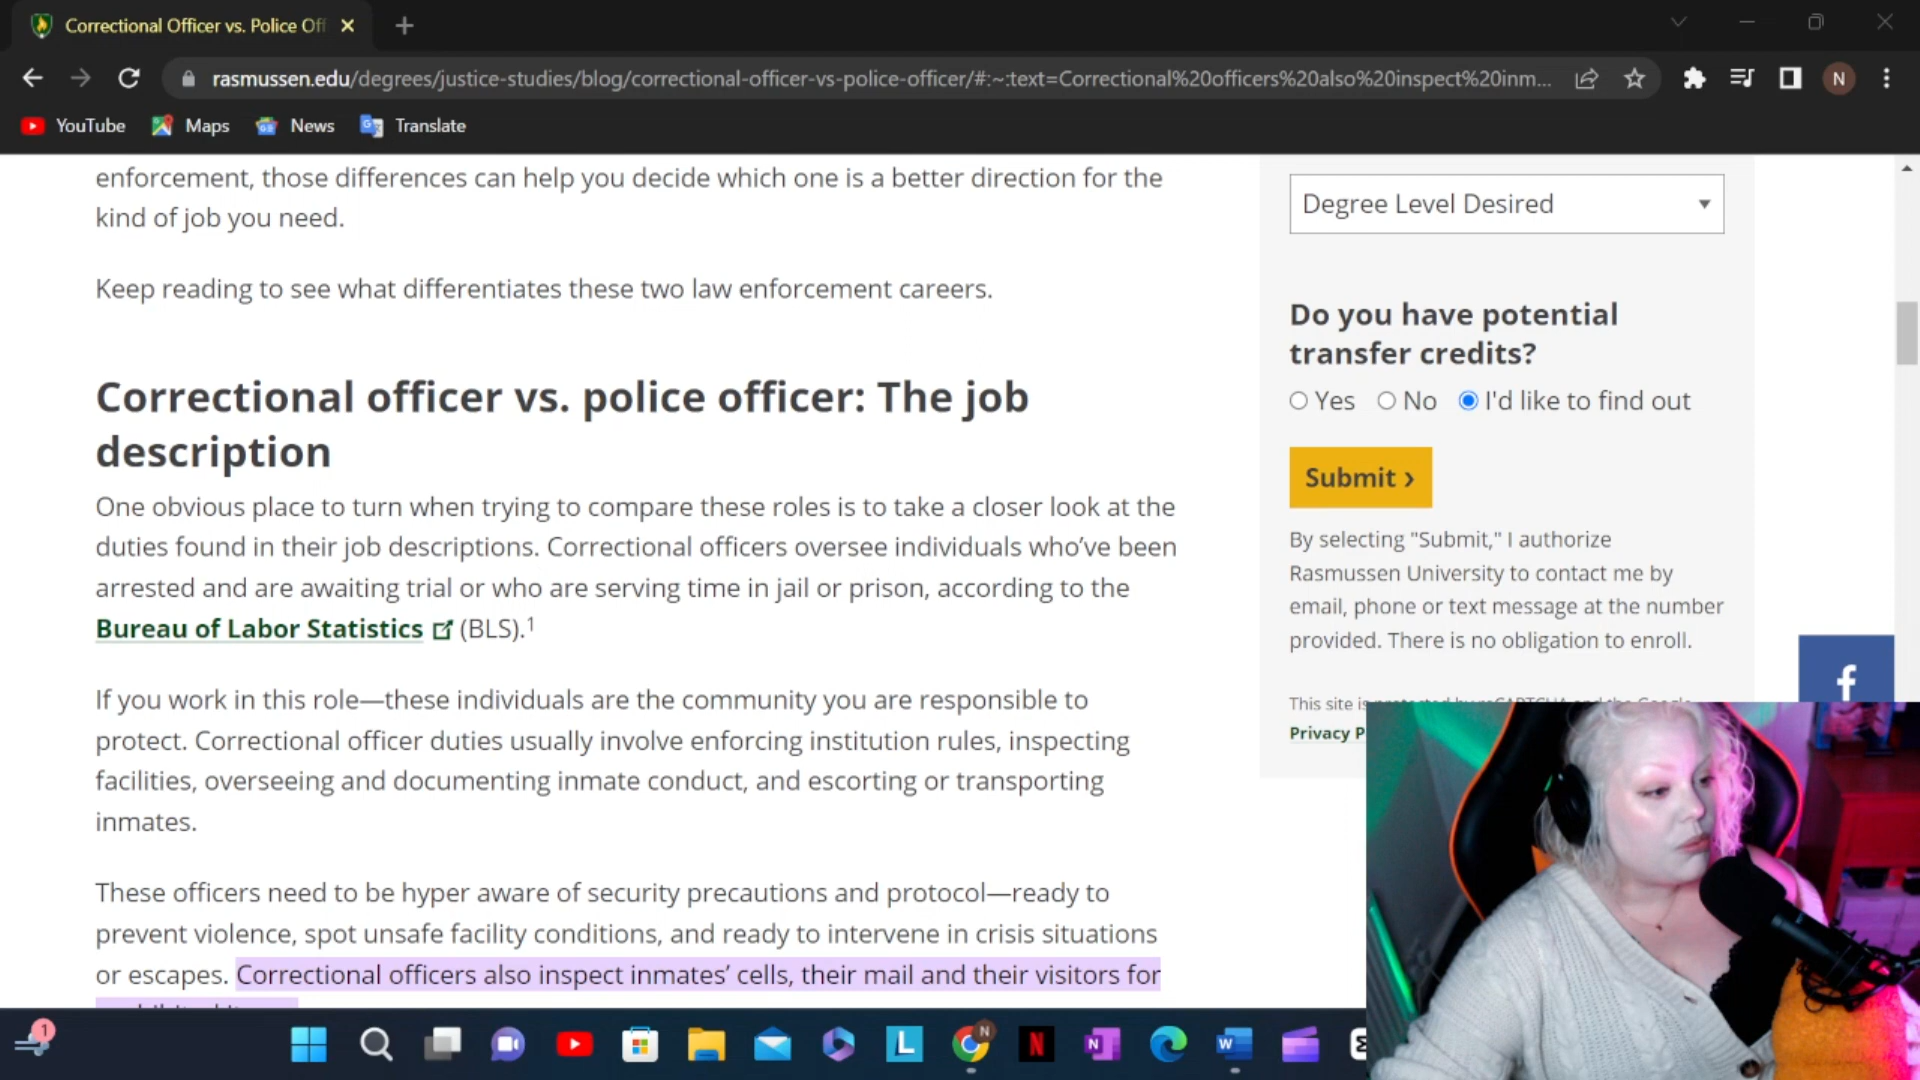 Correctional Officer vs. Police Off
rasmussen.edu/degrees/justice-studies/blog/correctional-officer-vs-police-officer/#:~:text=Correctional%20officers%20also%20inspect%20inm...
N
YouTube
Maps
News
Translate
enforcement, those differences can help you decide which one is a better direction for the
kind of job you need.
Keep reading to see what differentiates these two law enforcement careers.
Correctional officer vs. police officer: The job
description
One obvious place to turn when trying to compare these roles is to take a closer look at the
duties found in their job descriptions. Correctional officers oversee individuals who’ve been
arrested and are awaiting trial or who are serving time in jail or prison, according to the
Bureau of Labor Statistics (BLS).¹
If you work in this role—these individuals are the community you are responsible to
protect. Correctional officer duties usually involve enforcing institution rules, inspecting
facilities, overseeing and documenting inmate conduct, and escorting or transporting
inmates.
These officers need to be hyper aware of security precautions and protocol—ready to
prevent violence, spot unsafe facility conditions, and ready to intervene in crisis situations
or escapes. Correctional officers also inspect inmates’ cells, their mail and their visitors for
Degree Level Desired
Do you have potential
transfer credits?
Yes No I'd like to find out
Submit ›
By selecting "Submit," I authorize
Rasmussen University to contact me by
email, phone or text message at the number
provided. There is no obligation to enroll.
This site is
Privacy P
f
1
L
N
N
N
W